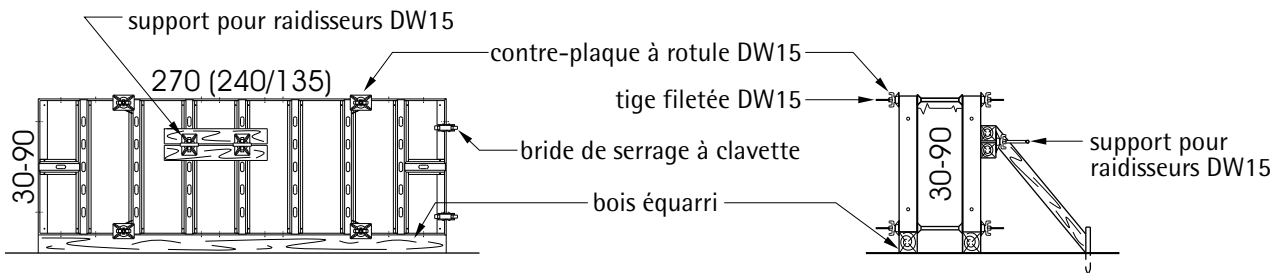 support pour raidisseurs DW15
contre-plaque à rotule DW15
270 (240/135)
tige filetée DW15
bride de serrage à clavette
support pour
raidisseurs DW15
30-90
30-90
bois équarri